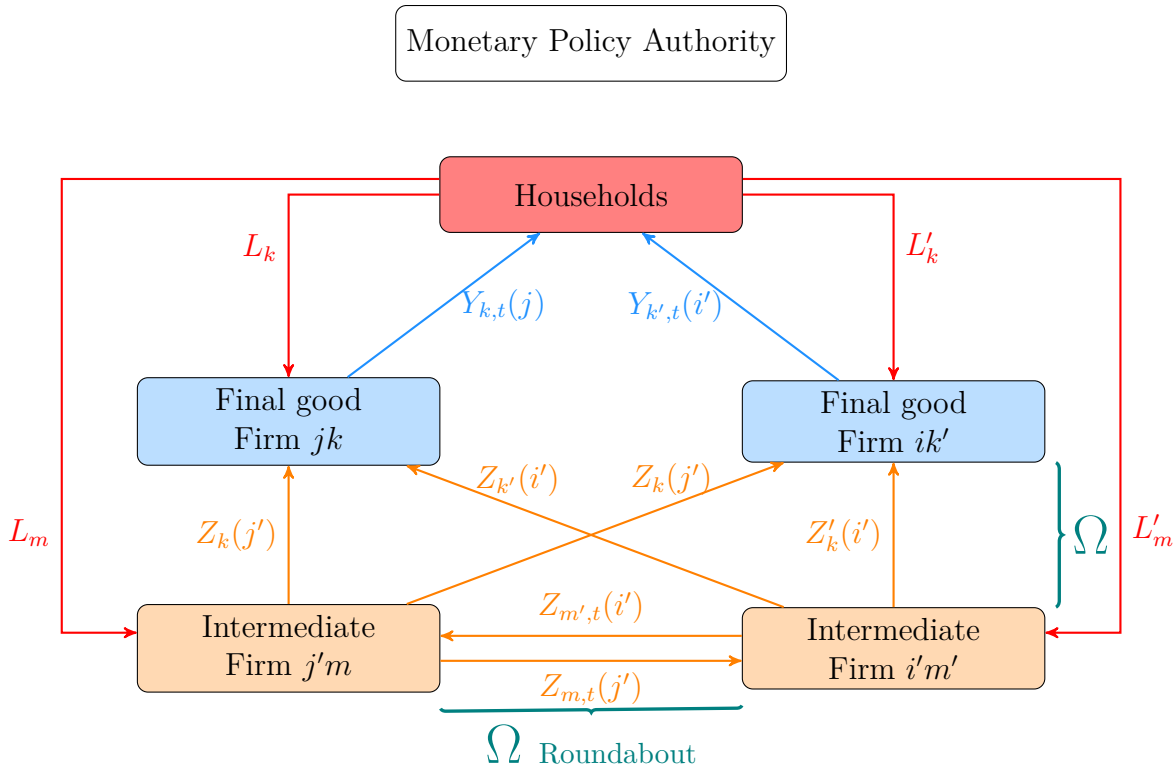 Monetary Policy Authority
Households
L_k
L'_k
Y_{k,t}(j)
Y_{k',t}(i')
Final good
Firm jk
Final good
Firm ik'
Z_{k'}(i')
Z_k(j')
L_m
Z_k(j')
Z'_k(i')
Ω
L'_m
Z_{m',t}(i')
Intermediate
Firm j'm
Intermediate
Firm i'm'
Z_{m,t}(j')
Ω Roundabout